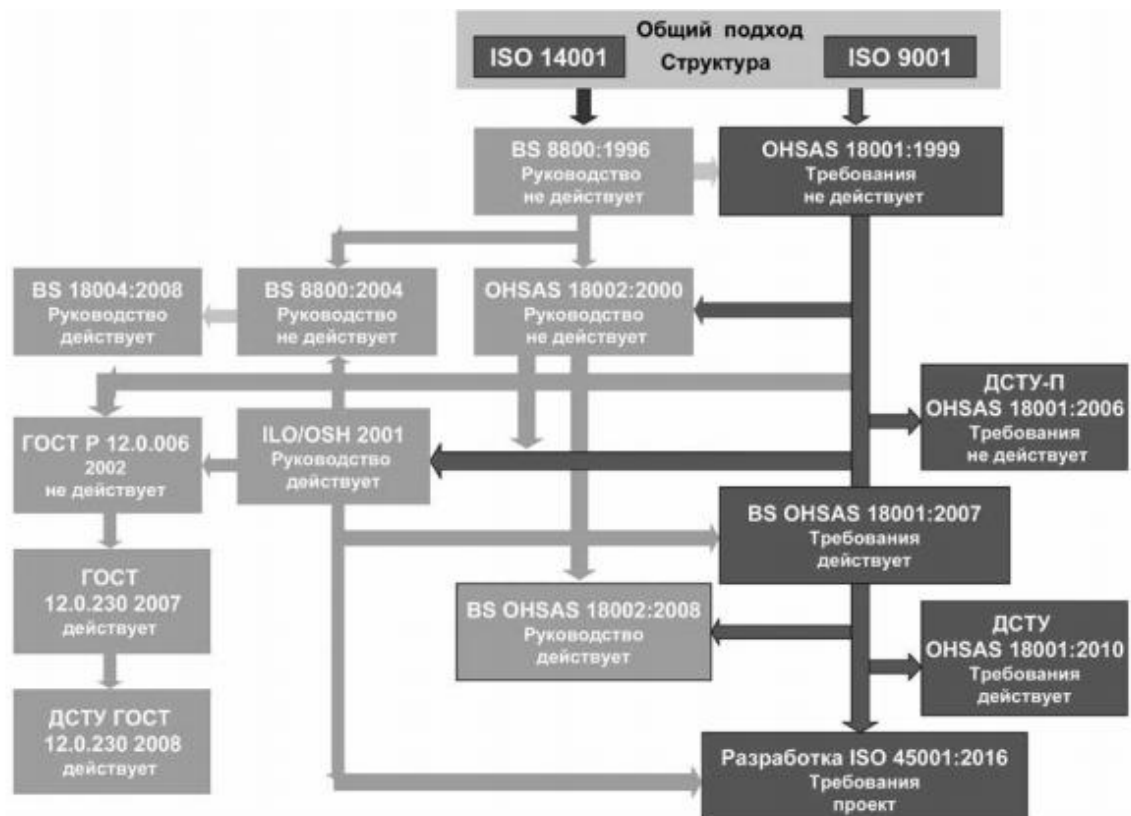 Общий подход
Структура
ISO 14001
ISO 9001
BS 8800:1996
Руководство
не действует
OHSAS 18001:1999
Требования
не действует
BS 18004:2008
Руководство
действует
BS 8800:2004
Руководство
не действует
OHSAS 18002:2000
Руководство
не действует
ДСТУ-П
OHSAS 18001:2006
Требования
не действует
ГОСТ Р 12.0.006
2002
не действует
ILO/OSH 2001
Руководство
действует
BS OHSAS 18001:2007
Требования
действует
ГОСТ
12.0.230 2007
действует
BS OHSAS 18002:2008
Руководство
действует
ДСТУ
OHSAS 18001:2010
Требования
действует
ДСТУ ГОСТ
12.0.230 2008
действует
Разработка ISO 45001:2016
Требования
проект